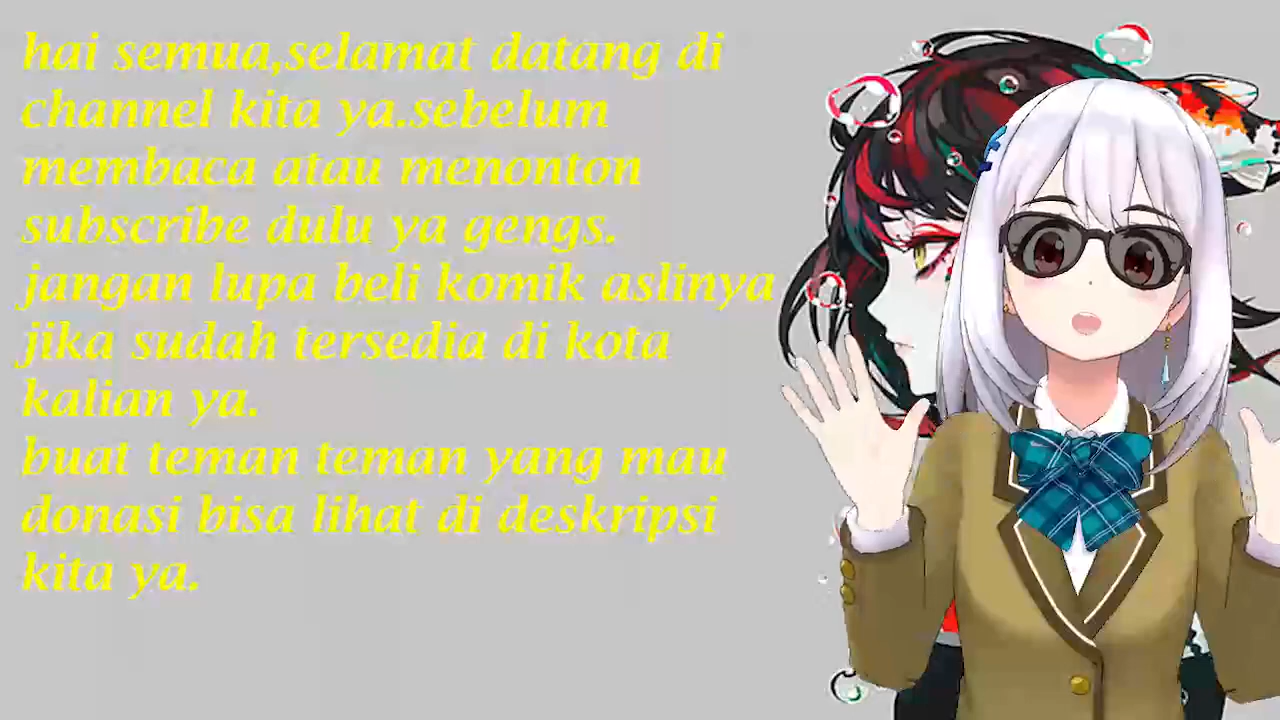 hai semua,selamat datang di
channel kita ya.sebelum
membaca atau menonton
subscribe dulu ya gengs.
jangan lupa beli komik aslinya
jika sudah tersedia di kota
kalian ya.
buat teman teman yang mau
donasi bisa lihat di deskripsi
kita ya.